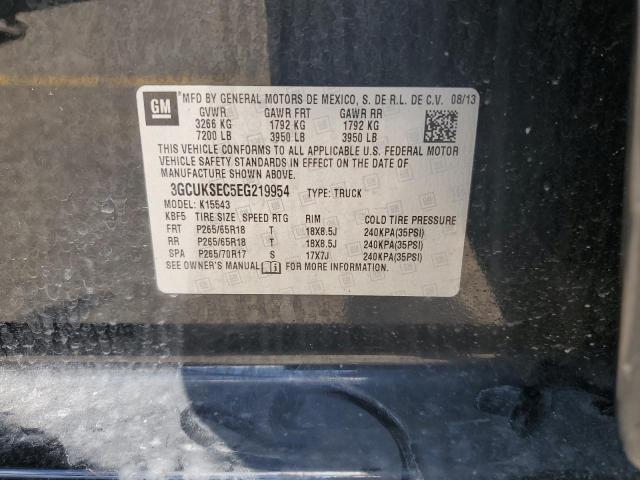 GM
MFD BY GENERAL MOTORS DE MEXICO, S. DE R.L. DE C.V. 08/13
GVWR GAWR FRT GAWR RR
3266 KG 1792 KG 1792 KG
7200 LB 3950 LB 3950 LB
THIS VEHICLE CONFORMS TO ALL APPLICABLE U.S. FEDERAL MOTOR
VEHICLE SAFETY STANDARDS IN EFFECT ON THE DATE OF
MANUFACTURE SHOWN ABOVE.
3GCUKSEC5EG219954 TYPE: TRUCK
MODEL: K15543
KBF5 TIRE SIZE SPEED RTG RIM COLD TIRE PRESSURE
FRT P265/65R18 T 18X8.5J 240KPA(35PSI)
RR P265/65R18 T 18X8.5J 240KPA(35PSI)
SPA P265/70R17 S 17X7J 240KPA(35PSI)
SEE OWNER'S MANUAL FOR MORE INFORMATION.